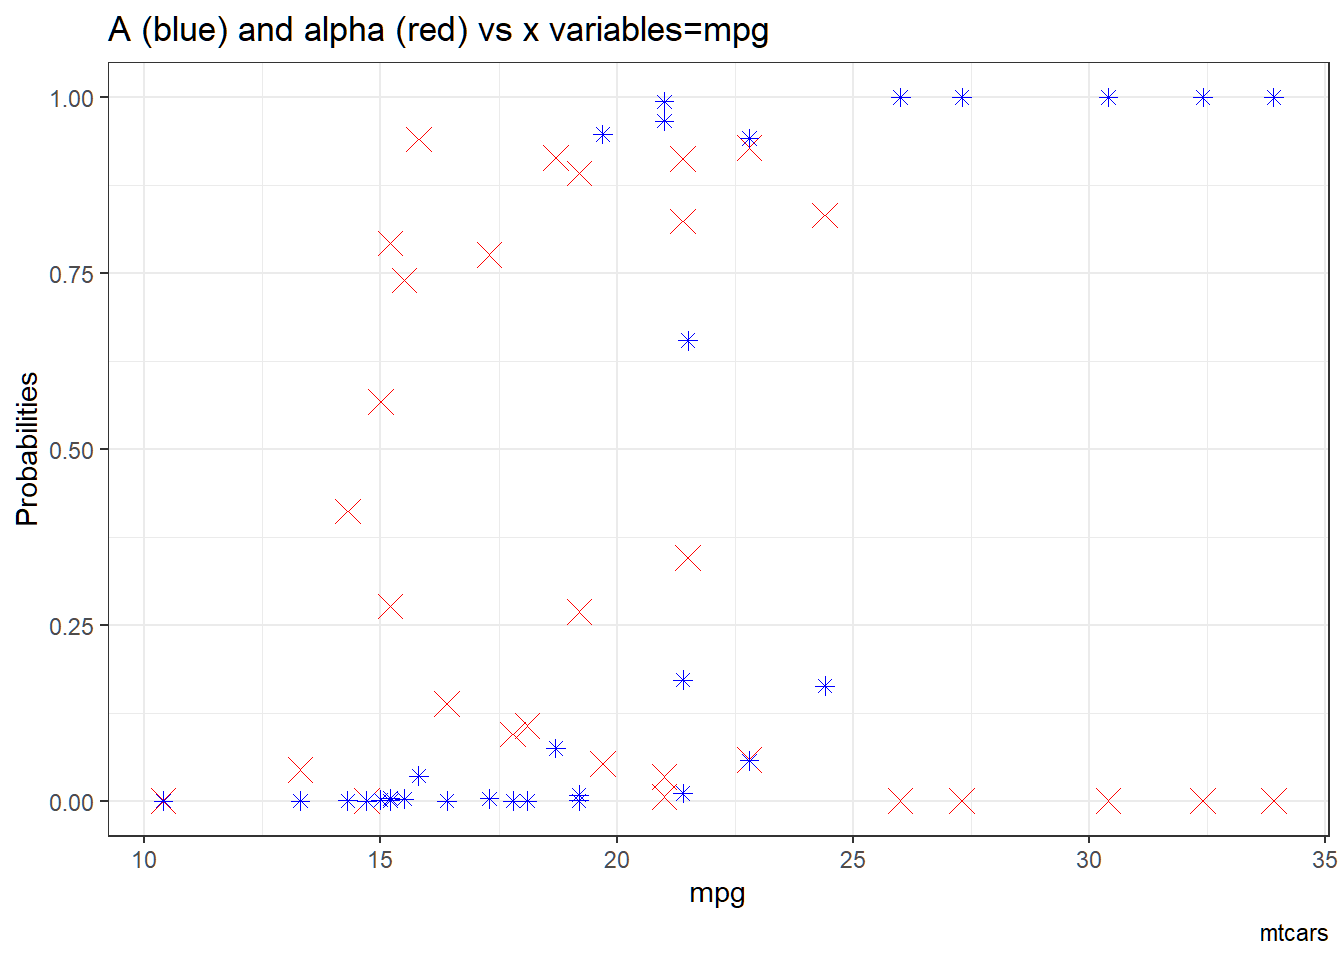 A (blue) and alpha (red) vs x variables=mpg
1.00
0.75
0.50
0.25
0.00
Probabilities
10 15 20 25 30 35
mpg
mtcars